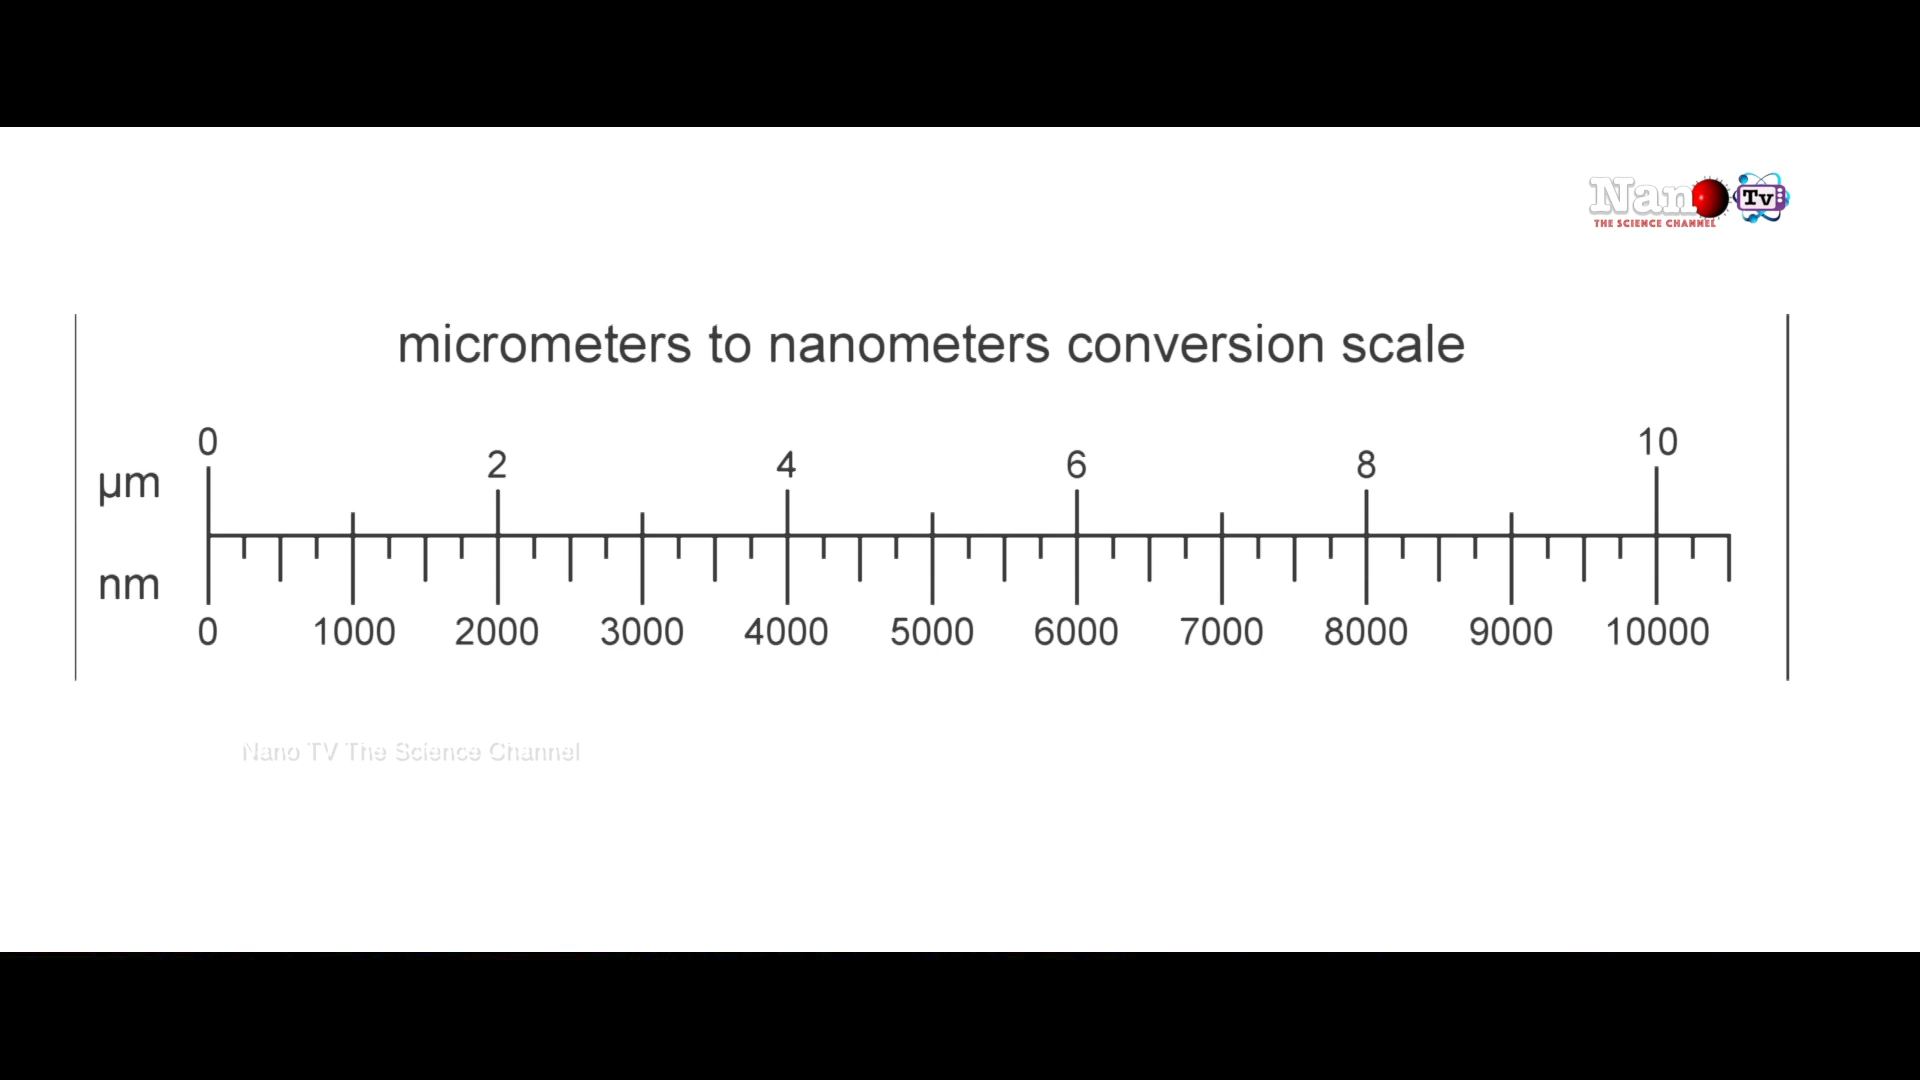 Nano Tv
THE SCIENCE CHANNEL
micrometers to nanometers conversion scale
0 2 4 6 8 10
µm
nm
0 1000 2000 3000 4000 5000 6000 7000 8000 9000 10000
Nano TV The Science Channel